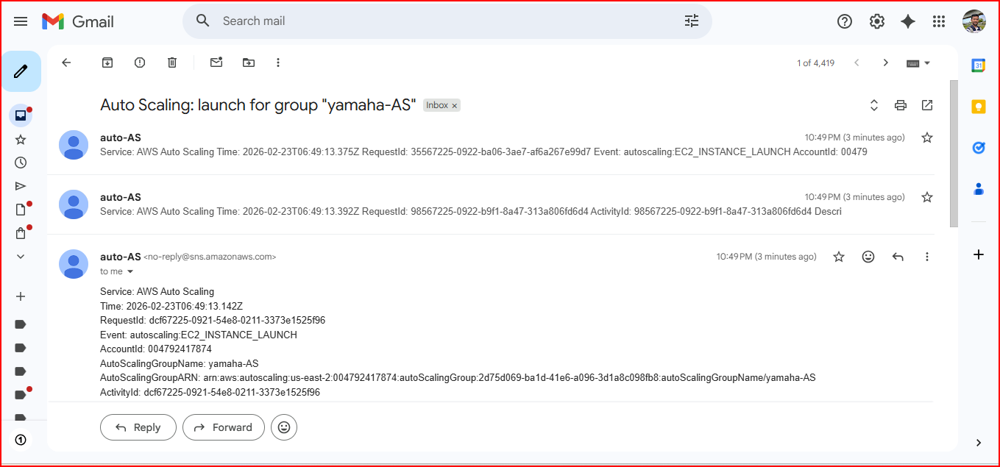 Gmail
Search mail
1 of 4,419
Auto Scaling: launch for group "yamaha-AS"
Inbox ×
auto-AS
10:49 PM (3 minutes ago)
Service: AWS Auto Scaling Time: 2026-02-23T06:49:13.375Z RequestId: 35567225-0922-ba06-3ae7-af6a267e99d7 Event: autoscaling:EC2_INSTANCE_LAUNCH AccountId: 00479
auto-AS
10:49 PM (3 minutes ago)
Service: AWS Auto Scaling Time: 2026-02-23T06:49:13.392Z RequestId: 98567225-0922-b9f1-8a47-313a806fd6d4 ActivityId: 98567225-0922-b9f1-8a47-313a806fd6d4 Descri
auto-AS <no-reply@sns.amazonaws.com>
10:49 PM (3 minutes ago)
to me
Service: AWS Auto Scaling
Time: 2026-02-23T06:49:13.142Z
RequestId: dcf67225-0921-54e8-0211-3373e1525f96
Event: autoscaling:EC2_INSTANCE_LAUNCH
AccountId: 004792417874
AutoScalingGroupName: yamaha-AS
AutoScalingGroupARN: arn:aws:autoscaling:us-east-2:004792417874:autoScalingGroup:2d75d069-ba1d-41e6-a096-3d1a8c098fb8:autoScalingGroupName/yamaha-AS
ActivityId: dcf67225-0921-54e8-0211-3373e1525f96
Reply
Forward
31
1